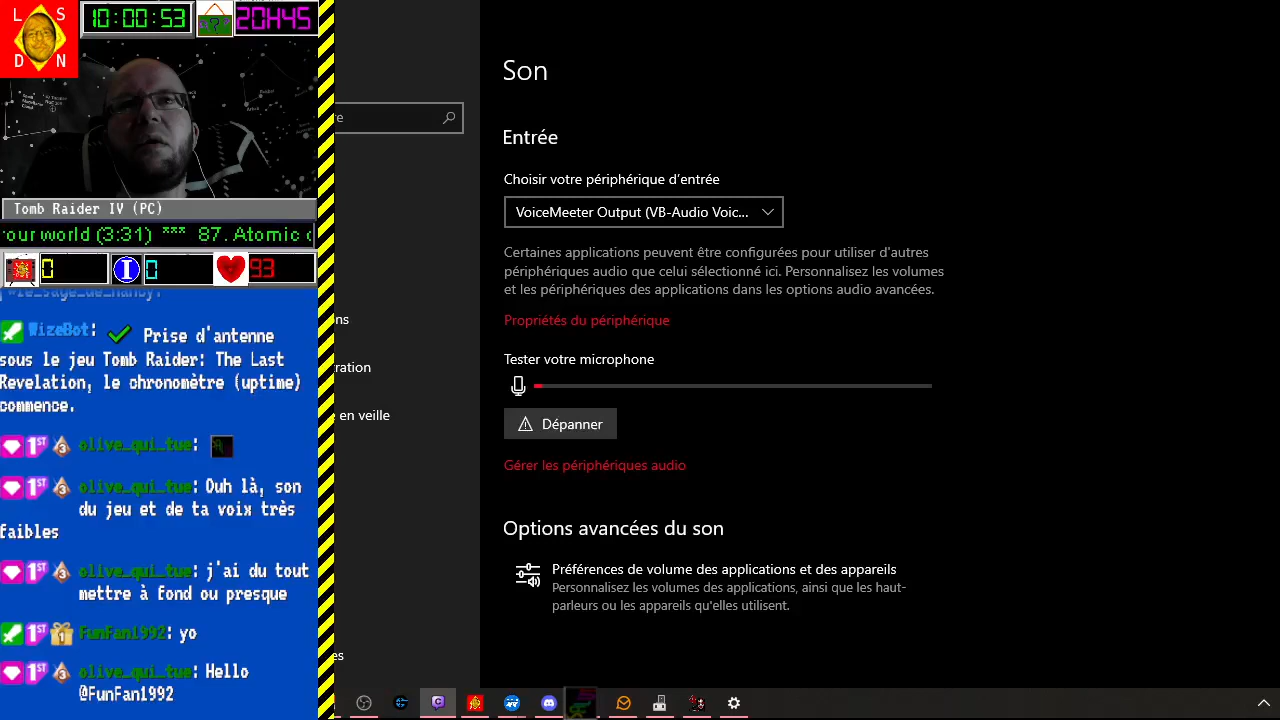 L S
D N
10:00:53
20H45
Tomb Raider IV (PC)
our world (3:31) *** 87. Atomic
0
0
93
WizeBot: Prise d'antenne
sous le jeu Tomb Raider: The Last
Revelation, le chronomètre (uptime)
commence.
olive_qui_tue:
olive_qui_tue: Ouh là, son
du jeu et de ta voix très
faibles
olive_qui_tue: j'ai du tout
mettre à fond ou presque
FunFan1992: yo
olive_qui_tue: Hello
@FunFan1992
re
ns
ration
en veille
es
Son
Entrée
Choisir votre périphérique d'entrée
VoiceMeeter Output (VB-Audio Voic...
Certaines applications peuvent être configurées pour utiliser d'autres
périphériques audio que celui sélectionné ici. Personnalisez les volumes
et les périphériques des applications dans les options audio avancées.
Propriétés du périphérique
Tester votre microphone
Dépanner
Gérer les périphériques audio
Options avancées du son
Préférences de volume des applications et des appareils
Personnalisez les volumes des applications, ainsi que les haut-
parleurs ou les appareils qu'elles utilisent.